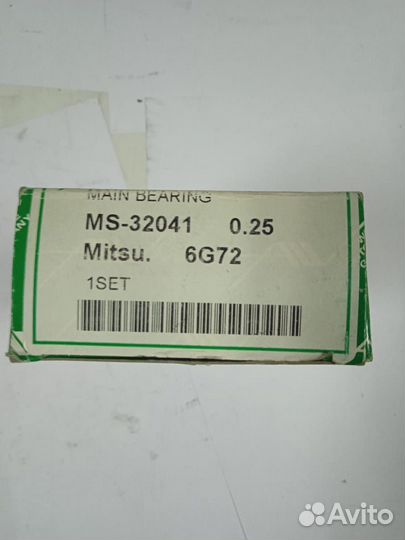 MAIN BEARING
MS-32041 0.25
Mitsu. 6G72
1SET
Avito